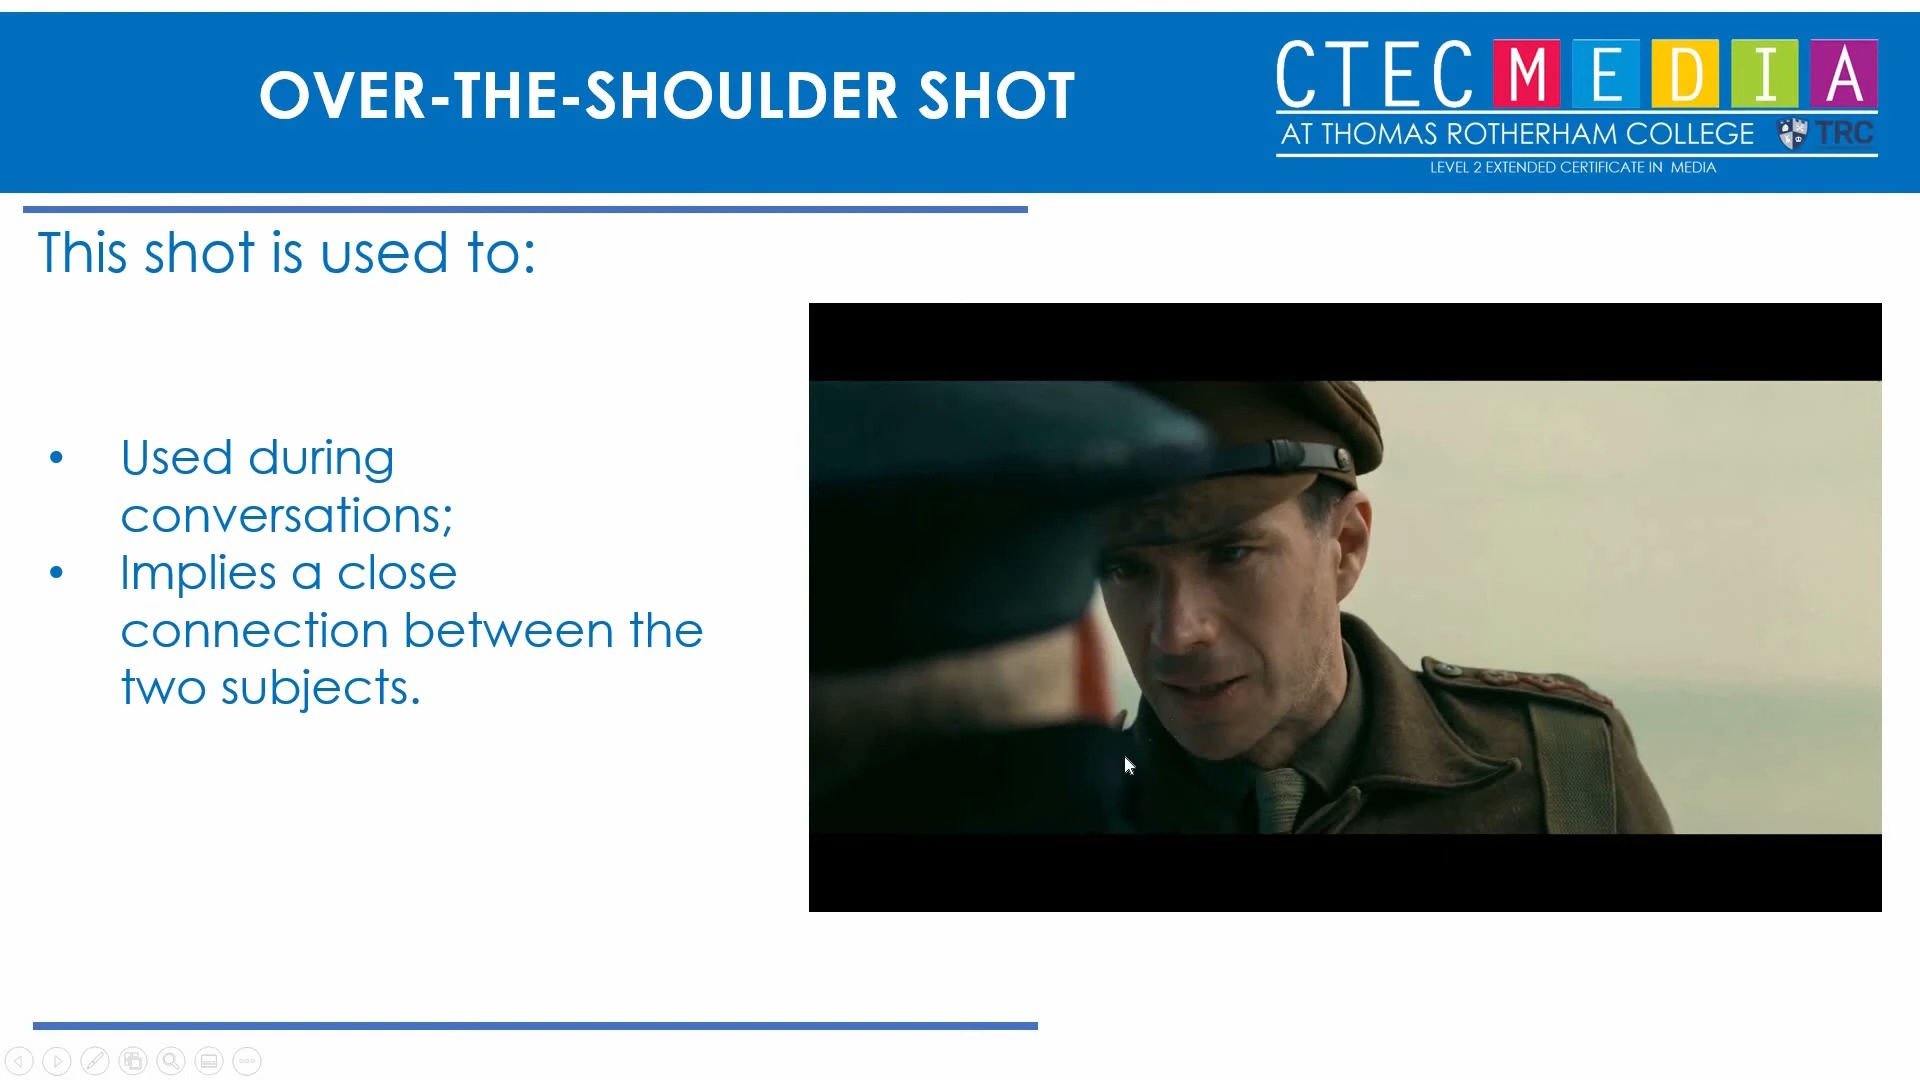 OVER-THE-SHOULDER SHOT
CTEC MEDIA
AT THOMAS ROTHERHAM COLLEGE TRC
LEVEL 2 EXTENDED CERTIFICATE IN MEDIA
This shot is used to:
• Used during
conversations;
• Implies a close
connection between the
two subjects.